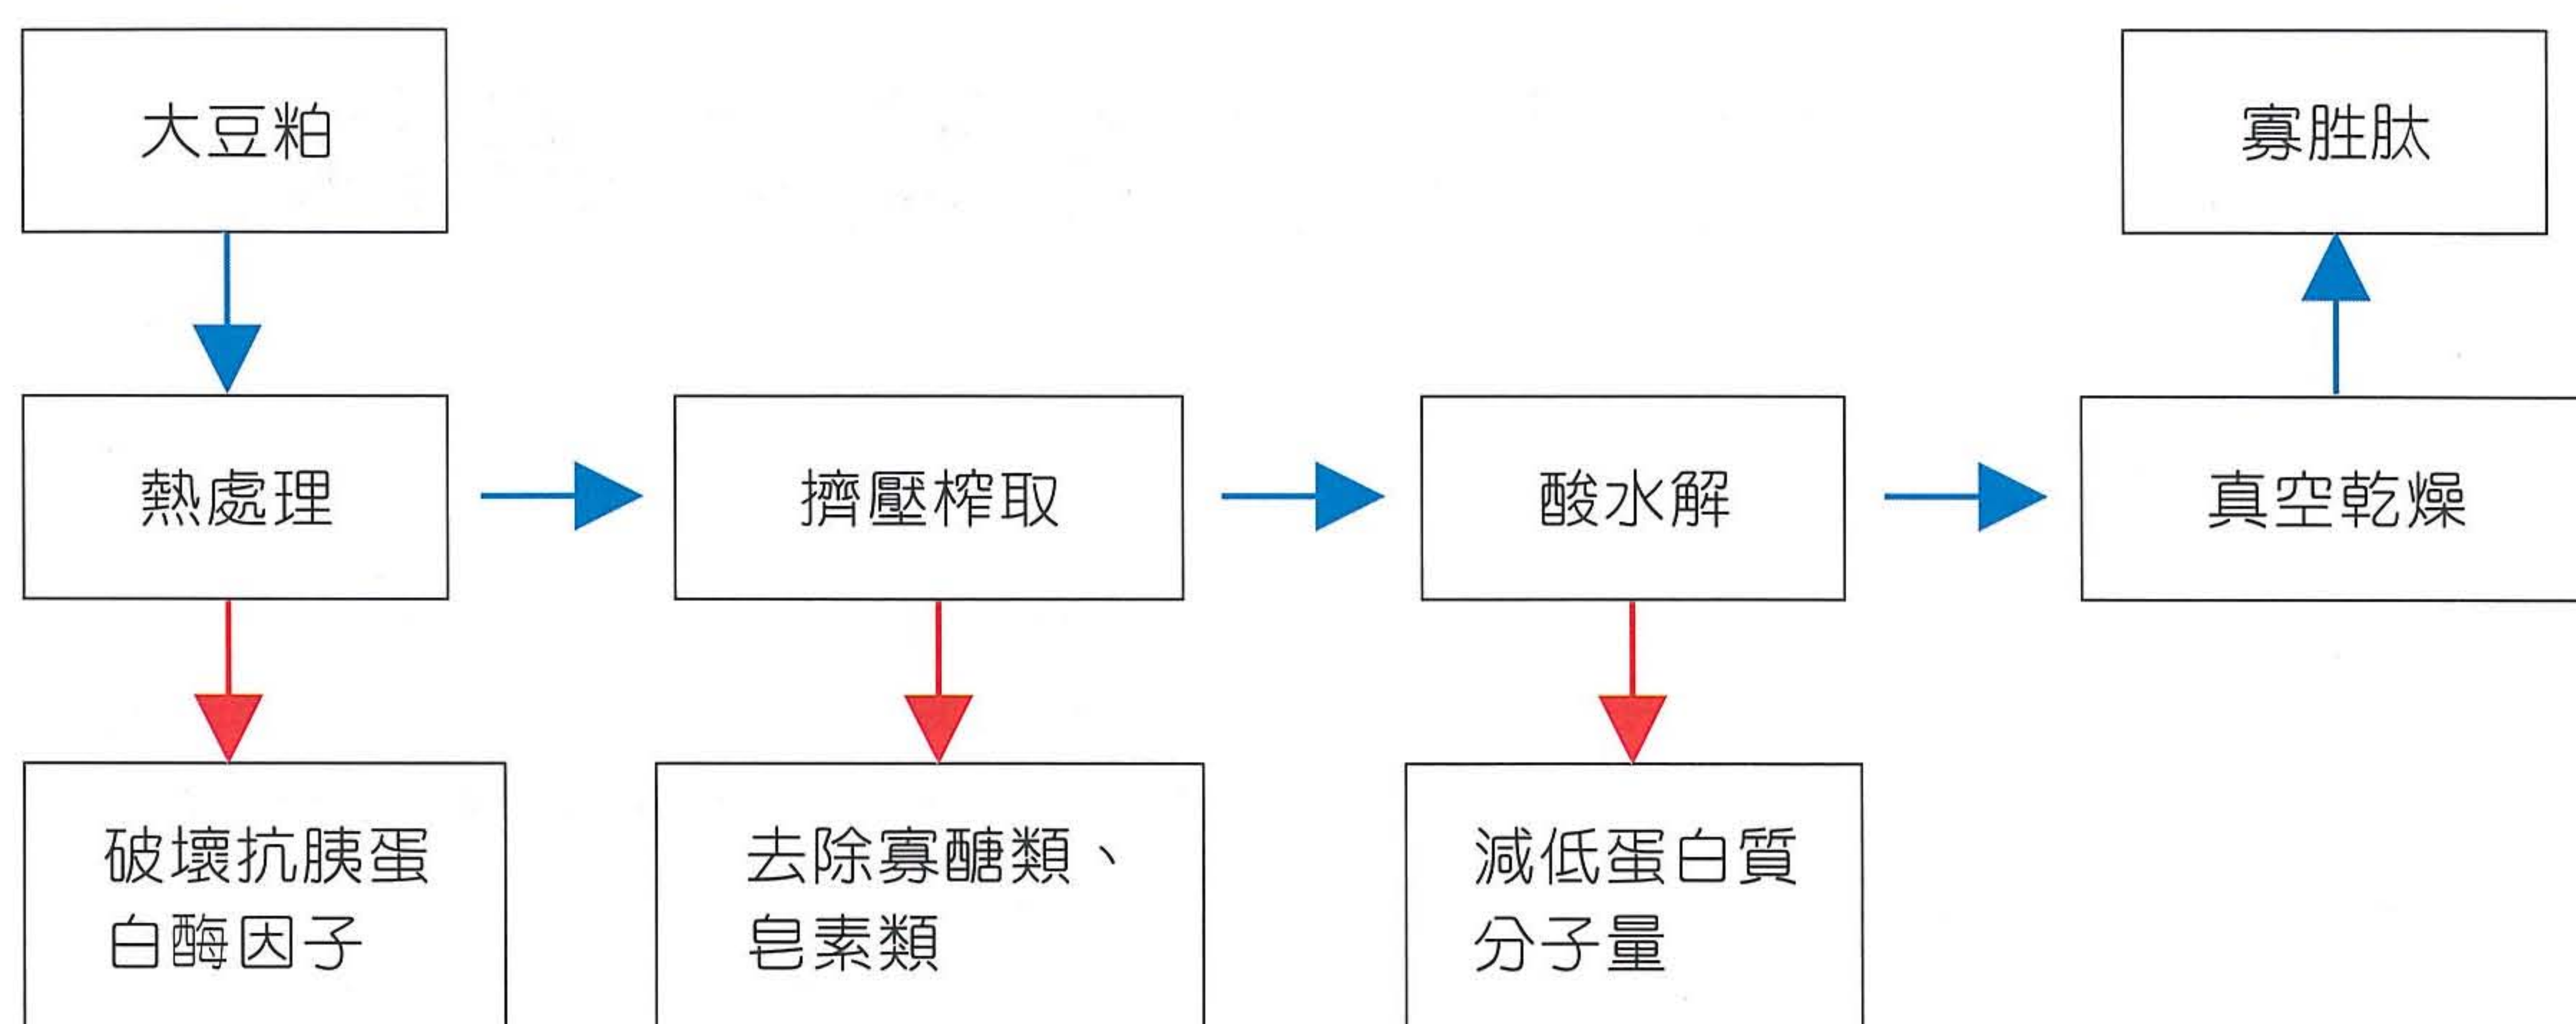 大豆粕
寡胜肽
熱處理
擠壓榨取
酸水解
真空乾燥
破壞抗胰蛋
白酶因子
去除寡醣類、
皂素類
減低蛋白質
分子量